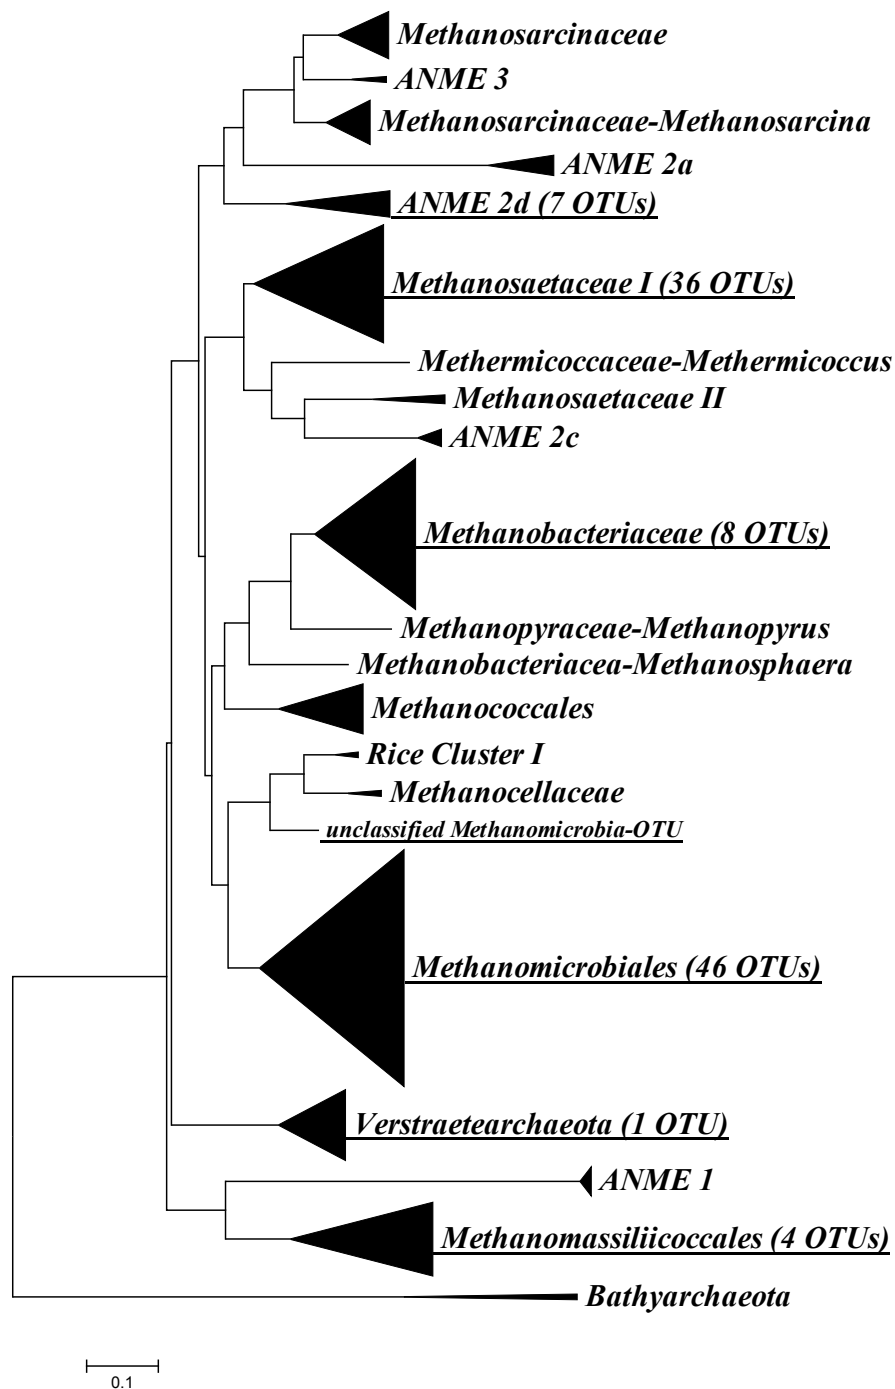 Methanosarcinaceae
ANME 3
Methanosarcinaceae-Methanosarcina
ANME 2a
ANME 2d (7 OTUs)
Methanosaetaceae I (36 OTUs)
Methermicoccaceae-Methermicoccus
Methanosaetaceae II
ANME 2c
Methanobacteriaceae (8 OTUs)
Methanopyraceae-Methanopyrus
Methanobacteriacea-Methanosphaera
Methanococcales
Rice Cluster I
Methanocellaceae
unclassified Methanomicrobia-OTU
Methanomicrobiales (46 OTUs)
Verstraetearchaeota (1 OTU)
ANME 1
Methanomassiliicoccales (4 OTUs)
Bathyarchaeota
0.1